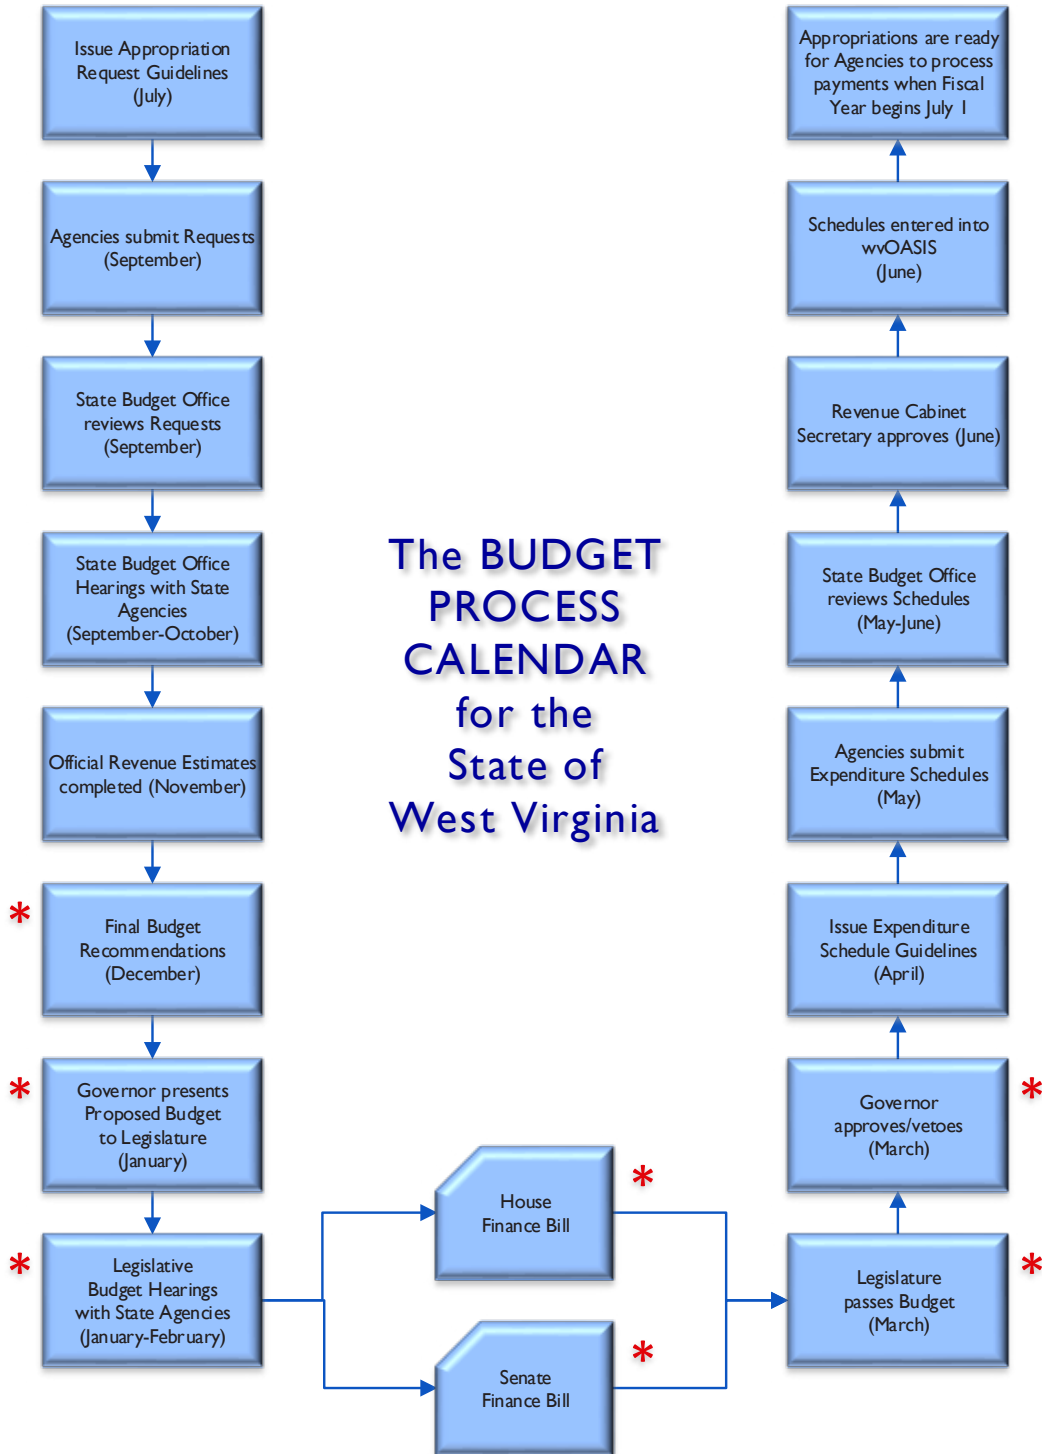 Issue Appropriation
Request Guidelines
(July)
Agencies submit Requests
(September)
State Budget Office
reviews Requests
(September)
State Budget Office
Hearings with State
Agencies
(September-October)
Official Revenue Estimates
completed (November)
*
Final Budget
Recommendations
(December)
*
Governor presents
Proposed Budget
to Legislature
(January)
*
Legislative
Budget Hearings
with State Agencies
(January-February)
The BUDGET
PROCESS
CALENDAR
for the
State of
West Virginia
House
Finance Bill
*
Senate
Finance Bill
*
Legislature
passes Budget
(March)
*
Governor
approves/vetoes
(March)
*
Issue Expenditure
Schedule Guidelines
(April)
Agencies submit
Expenditure Schedules
(May)
State Budget Office
reviews Schedules
(May-June)
Revenue Cabinet
Secretary approves (June)
Schedules entered into
wvOASIS
(June)
Appropriations are ready
for Agencies to process
payments when Fiscal
Year begins July 1